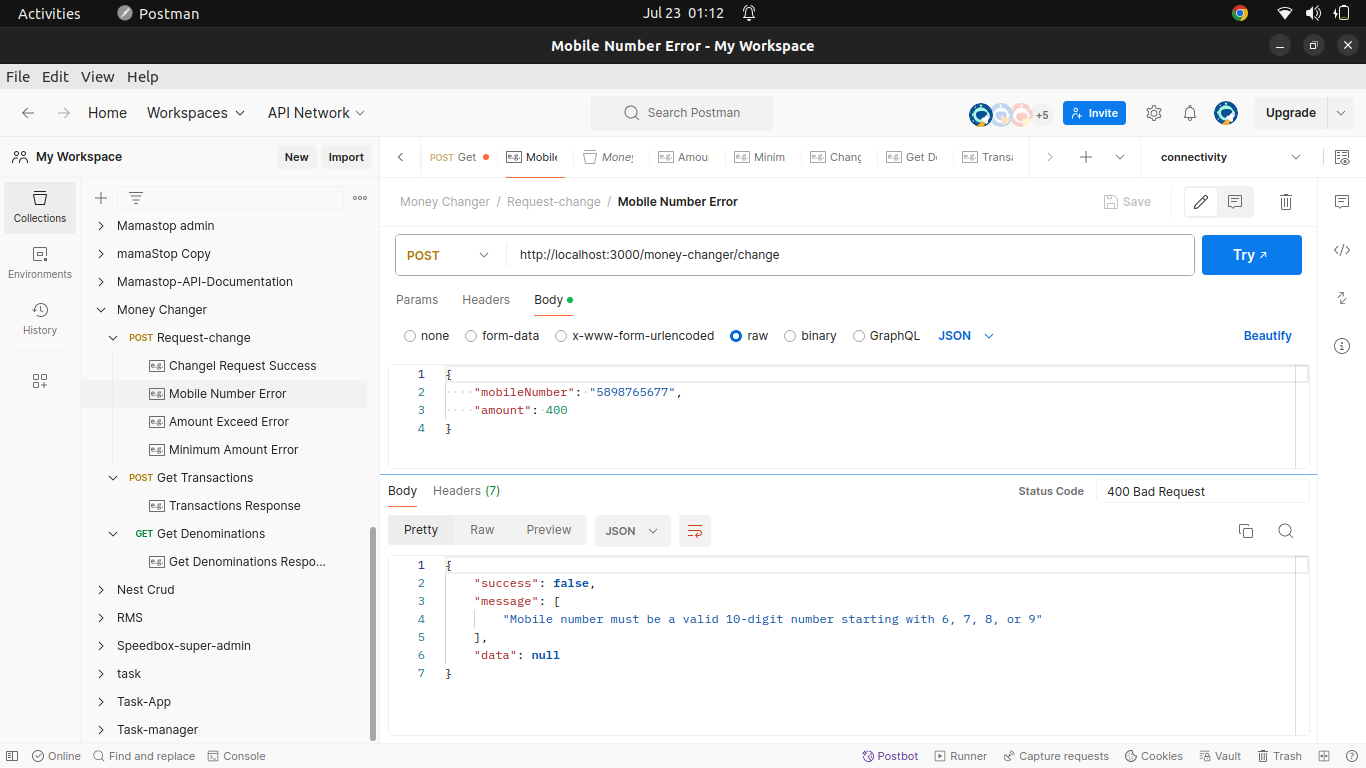 Activities
Postman
Jul 23 01:12
Mobile Number Error - My Workspace
File Edit View Help
Home Workspaces API Network
Search Postman
+5
Invite
Upgrade
My Workspace
New Import
POST Get
e.g. Mobile
Money
e.g. Amou
e.g. Minim
e.g. Chang
e.g. Get D
e.g. Transa
connectivity
Collections
Environments
History
Mamastop admin
mamaStop Copy
Mamastop-API-Documentation
Money Changer
POST Request-change
e.g. Changel Request Success
e.g. Mobile Number Error
e.g. Amount Exceed Error
e.g. Minimum Amount Error
POST Get Transactions
e.g. Transactions Response
GET Get Denominations
e.g. Get Denominations Respo...
Nest Crud
RMS
Speedbox-super-admin
task
Task-App
Task-manager
Money Changer / Request-change / Mobile Number Error
Save
POST http://localhost:3000/money-changer/change
Try
Params Headers Body
none form-data x-www-form-urlencoded raw binary GraphQL JSON
Beautify
1 {
2 "mobileNumber": "5898765677",
3 "amount": 400
4 }
Body Headers (7)
Status Code 400 Bad Request
Pretty Raw Preview JSON
1 {
2 "success": false,
3 "message": [
4 "Mobile number must be a valid 10-digit number starting with 6, 7, 8, or 9"
5 ],
6 "data": null
7 }
Online Find and replace Console
Postbot Runner Capture requests Cookies Vault Trash